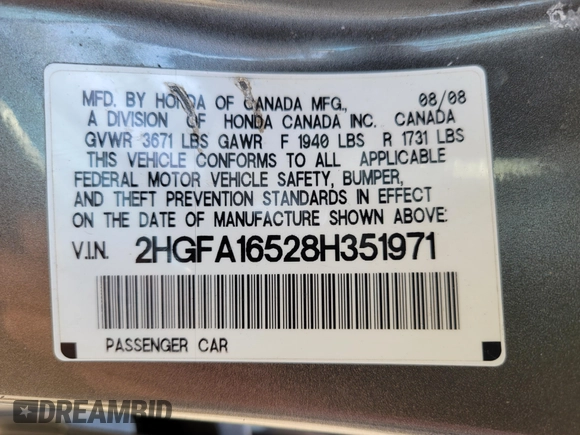 MFD. BY HONDA OF CANADA MFG., 08/08
A DIVISION OF HONDA CANADA INC. CANADA
GVWR 3671 LBS GAWR F 1940 LBS R 1731 LBS
THIS VEHICLE CONFORMS TO ALL APPLICABLE
FEDERAL MOTOR VEHICLE SAFETY, BUMPER,
AND THEFT PREVENTION STANDARDS IN EFFECT
ON THE DATE OF MANUFACTURE SHOWN ABOVE.
V.I.N. 2HGFA16528H351971
PASSENGER CAR
DREAMBID